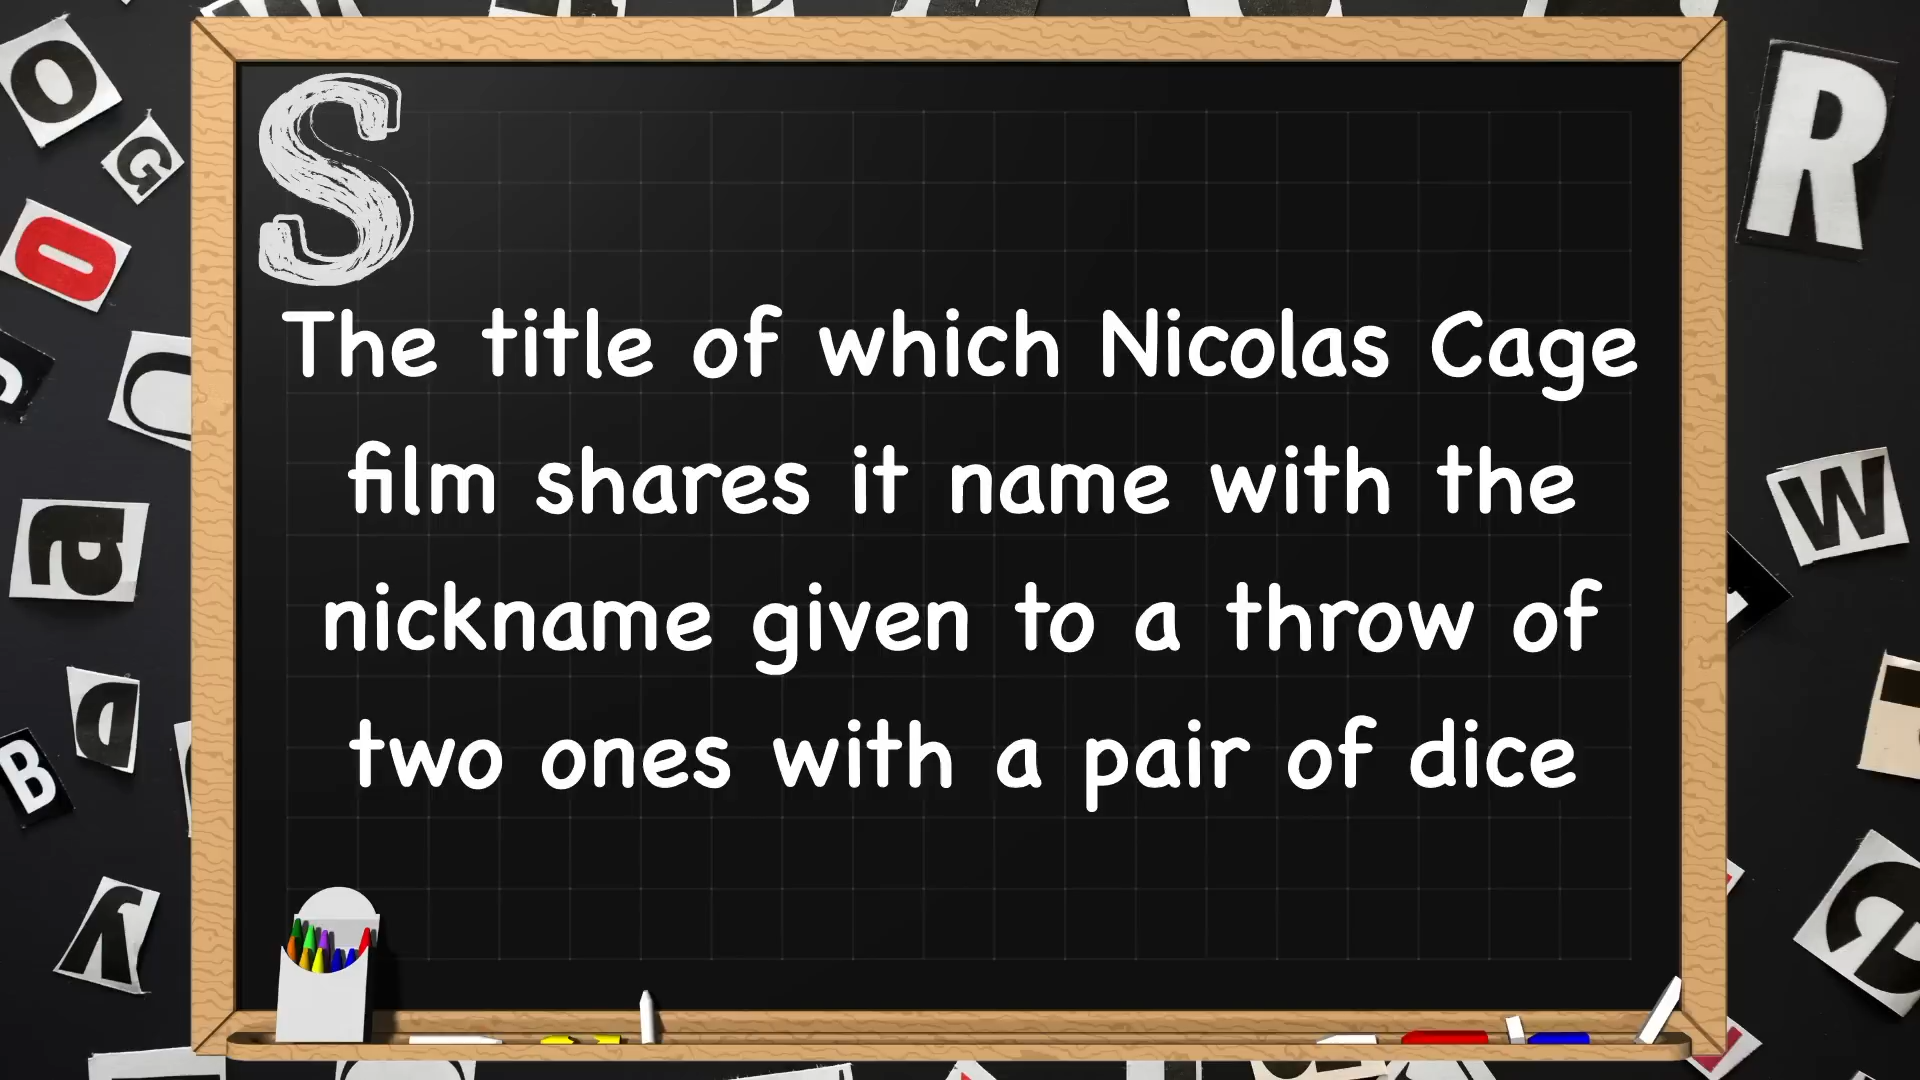 S
The title of which Nicolas Cage
film shares it name with the
nickname given to a throw of
two ones with a pair of dice
O
G
O
a
B
R
W